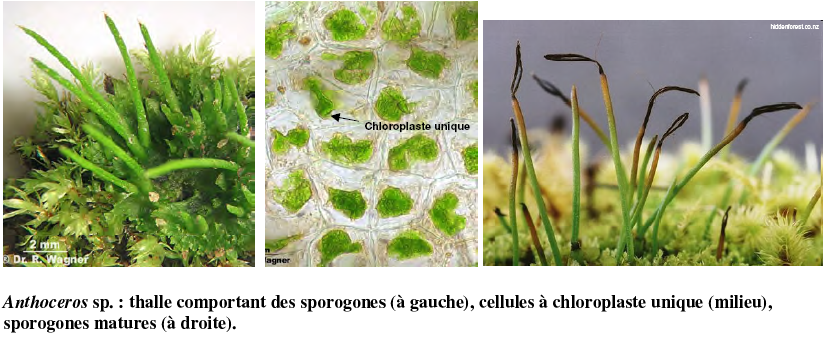 hiddenforest.co.nz
Chloroplaste unique
2 mm
© Dr. R. Wagner
Wagner
Anthoceros sp. : thalle comportant des sporogones (à gauche), cellules à chloroplaste unique (milieu),
sporogones matures (à droite).